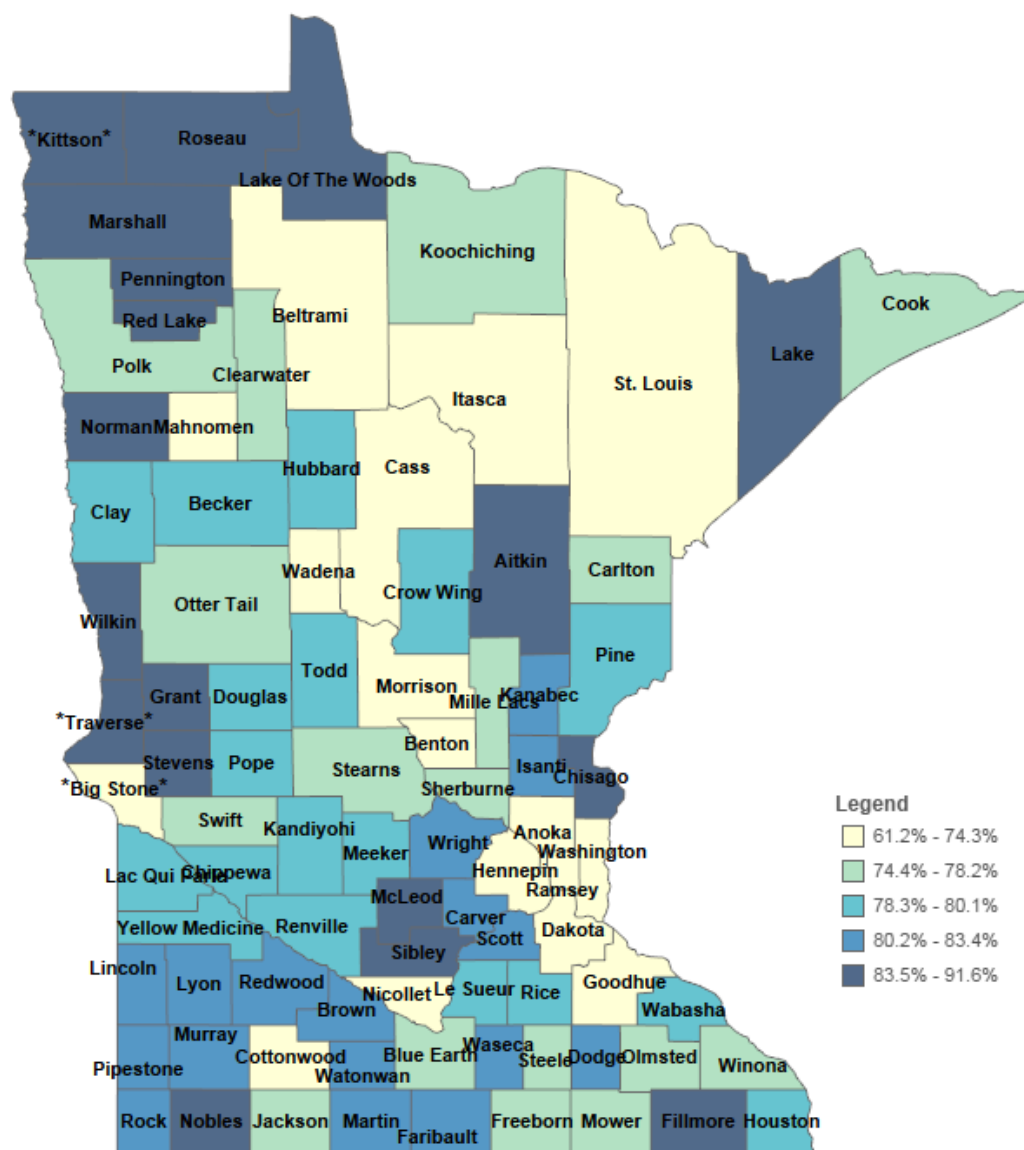 *Kittson*
Roseau
Lake Of The Woods
Marshall
Koochiching
Pennington
Beltrami
Cook
Red Lake
Lake
Polk
Clearwater
St. Louis
Itasca
Norman
Mahnomen
Hubbard
Cass
Clay
Becker
Aitkin
Wadena
Carlton
Crow Wing
Otter Tail
Wilkin
Pine
Todd
Morrison
Mille Lacs
Kanabec
Grant
Douglas
*Traverse*
Benton
Stevens
Pope
Stearns
Isanti
Chisago
*Big Stone*
Sherburne
Swift
Kandiyohi
Anoka
Wright
Washington
Meeker
Lac Qui Parle
Chippewa
Hennepin
Ramsey
McLeod
Carver
Yellow Medicine
Renville
Dakota
Scott
Sibley
Lincoln
Lyon
Redwood
Nicollet
Le Sueur
Rice
Goodhue
Brown
Wabasha
Murray
Waseca
Cottonwood
Blue Earth
Steele
Dodge
Olmsted
Pipestone
Watonwan
Winona
Rock
Nobles
Jackson
Martin
Faribault
Freeborn
Mower
Fillmore
Houston
Legend
61.2% - 74.3%
74.4% - 78.2%
78.3% - 80.1%
80.2% - 83.4%
83.5% - 91.6%